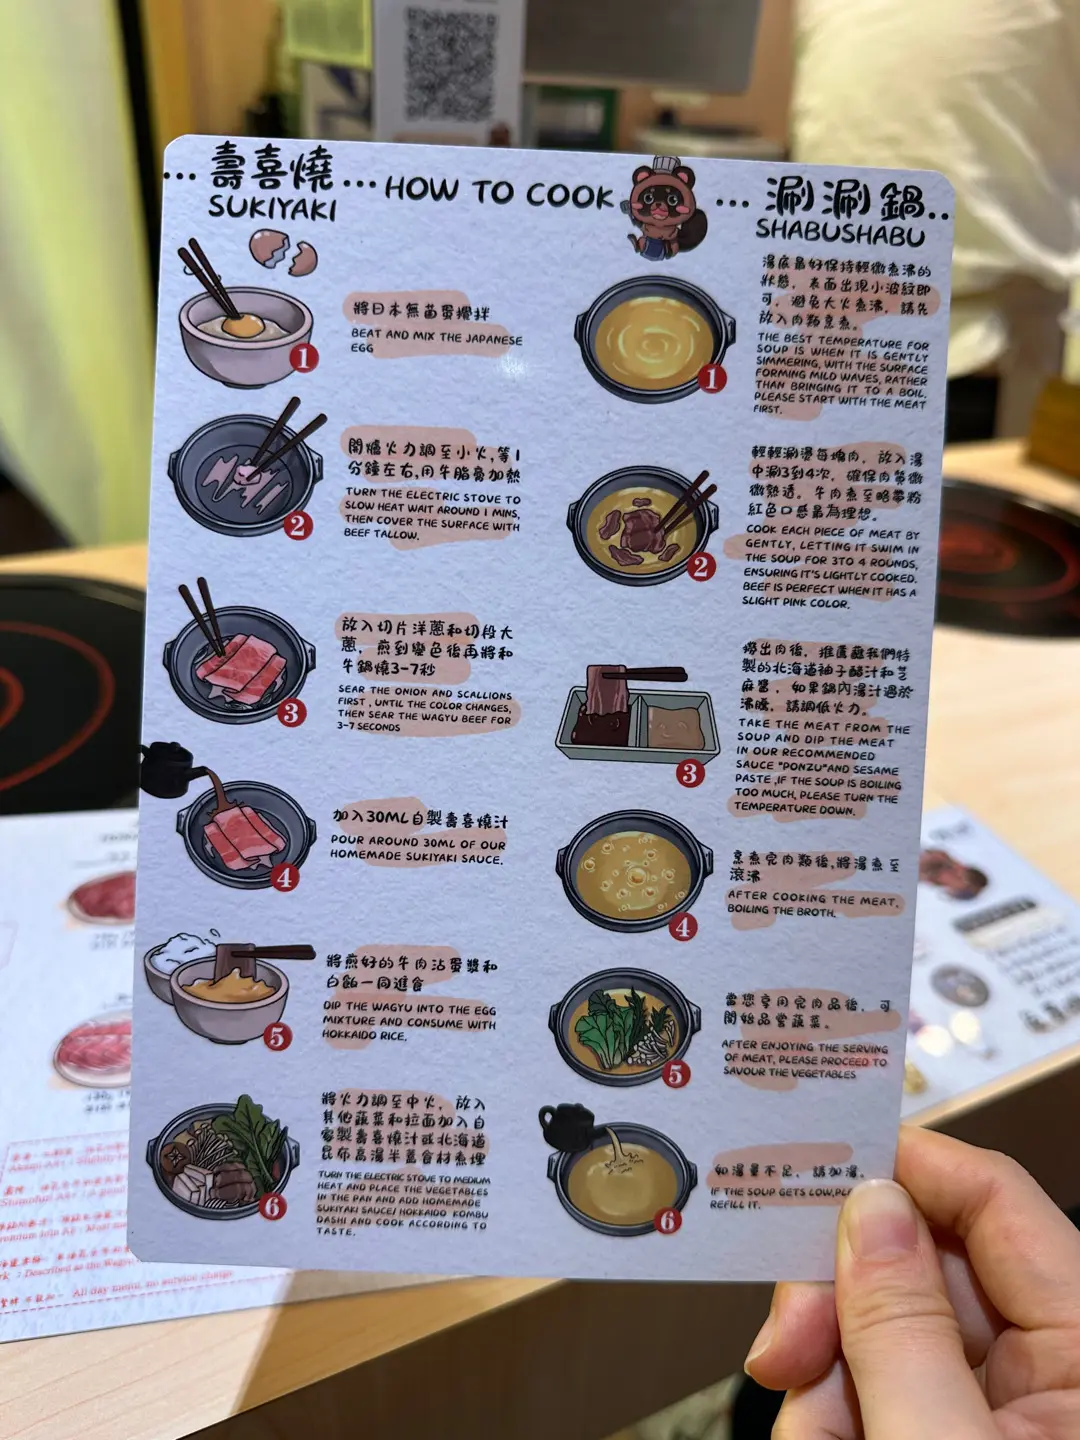 壽喜燒
SUKIYAKI
HOW TO COOK
涮涮鍋
SHABUSHABU
將日本無菌蛋攪拌
BEAT AND MIX THE JAPANESE
EGG
1
開爐火力調至小火,等1
分鐘左右,用牛脂膏加熱
TURN THE ELECTRIC STOVE TO
SLOW HEAT WAIT AROUND 1 MINS,
THEN COVER THE SURFACE WITH
BEEF TALLOW.
2
放入切片洋蔥和切段大
蔥，煎到變色後再將和
牛鍋燒3-7秒
SEAR THE ONION AND SCALLIONS
FIRST, UNTIL THE COLOR CHANGES,
THEN SEAR THE WAGYU BEEF FOR
3-7 SECONDS
3
加入30ML自製壽喜燒汁
POUR AROUND 30ML OF OUR
HOMEMADE SUKIYAKI SAUCE.
4
將煎好的牛肉沾蛋漿和
白飯一同進食
DIP THE WAGYU INTO THE EGG
MIXTURE AND CONSUME WITH
HOKKAIDO RICE.
5
將火力調至中火，放入
其他蔬菜和拉面加入自
家製壽喜燒汁或北海道
昆布高湯半蓋食材煮埋
TURN THE ELECTRIC STOVE TO MEDIUM
HEAT AND PLACE THE VEGETABLES
IN THE PAN AND ADD HOMEMADE
SUKIYAKI SAUCE/ HOKKAIDO KOMBU
DASHI AND COOK ACCORDING TO
TASTE.
6
湯底最好保持輕微煮沸的
狀態，表面出現小波紋即
可，避免大火煮沸，請先
放入肉類烹煮。
THE BEST TEMPERATURE FOR
SOUP IS WHEN IT IS GENTLY
SIMMERING, WITH THE SURFACE
FORMING MILD WAVES, RATHER
THAN BRINGING IT TO A BOIL.
PLEASE START WITH THE MEAT
FIRST.
1
輕輕涮燙每塊肉，放入湯
中涮3到4次，確保肉質微
微熟透。牛肉煮至略帶粉
紅色口感最為理想。
COOK EACH PIECE OF MEAT BY
GENTLY, LETTING IT SWIM IN
THE SOUP FOR 3TO 4 ROUNDS,
ENSURING IT'S LIGHTLY COOKED.
BEEF IS PERFECT WHEN IT HAS A
SLIGHT PINK COLOR.
2
撈出肉後，推薦蘸我們特
製的北海道柚子醋汁和芝
麻醬，如果鍋內湯汁過於
沸騰，請調低火力。
TAKE THE MEAT FROM THE
SOUP AND DIP THE MEAT
IN OUR RECOMMENDED
SAUCE "PONZU"AND SESAME
PASTE ,IF THE SOUP IS BOILING
TOO MUCH, PLEASE TURN THE
TEMPERATURE DOWN.
3
烹煮完肉類後,將湯煮至
滾沸
AFTER COOKING THE MEAT,
BOILING THE BROTH.
4
當您享用完肉品後，可
開始品嘗蔬菜。
AFTER ENJOYING THE SERVING
OF MEAT, PLEASE PROCEED TO
SAVOUR THE VEGETABLES
5
如湯量不足，請加湯。
IF THE SOUP GETS LOW,PL
REFILL IT.
6
All day menu, no service charge